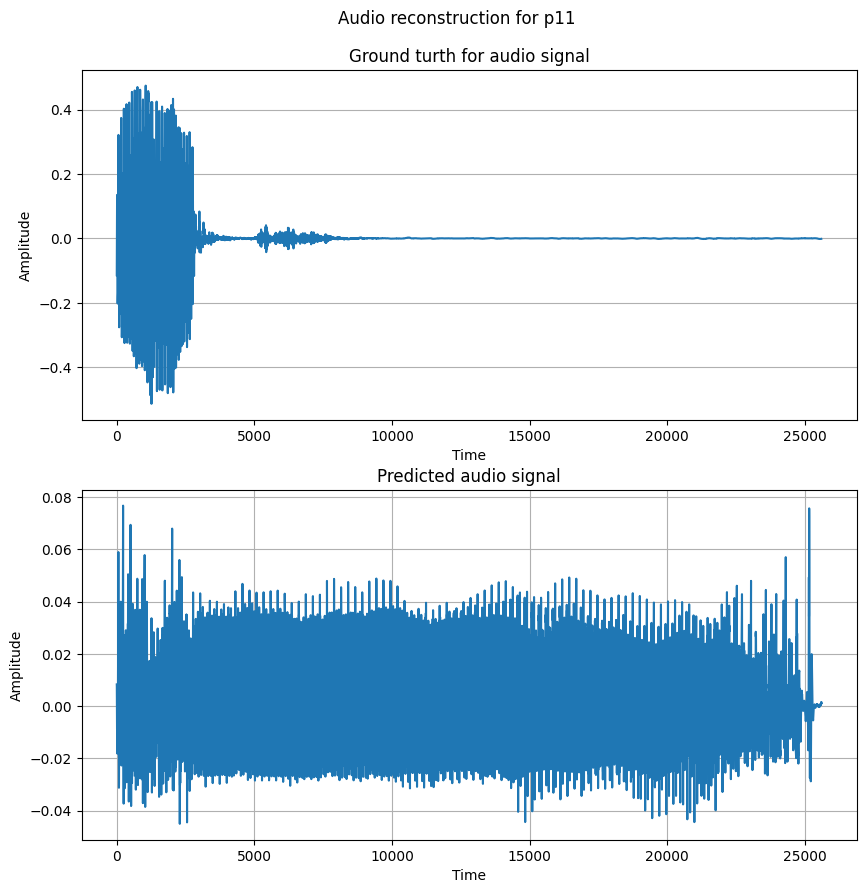 Audio reconstruction for p11
Ground turth for audio signal
0.4
0.2
0.0
−0.2
−0.4
Amplitude
0 5000 10000 15000 20000 25000
Time
Predicted audio signal
0.08
0.06
0.04
0.02
0.00
−0.02
−0.04
Amplitude
0 5000 10000 15000 20000 25000
Time